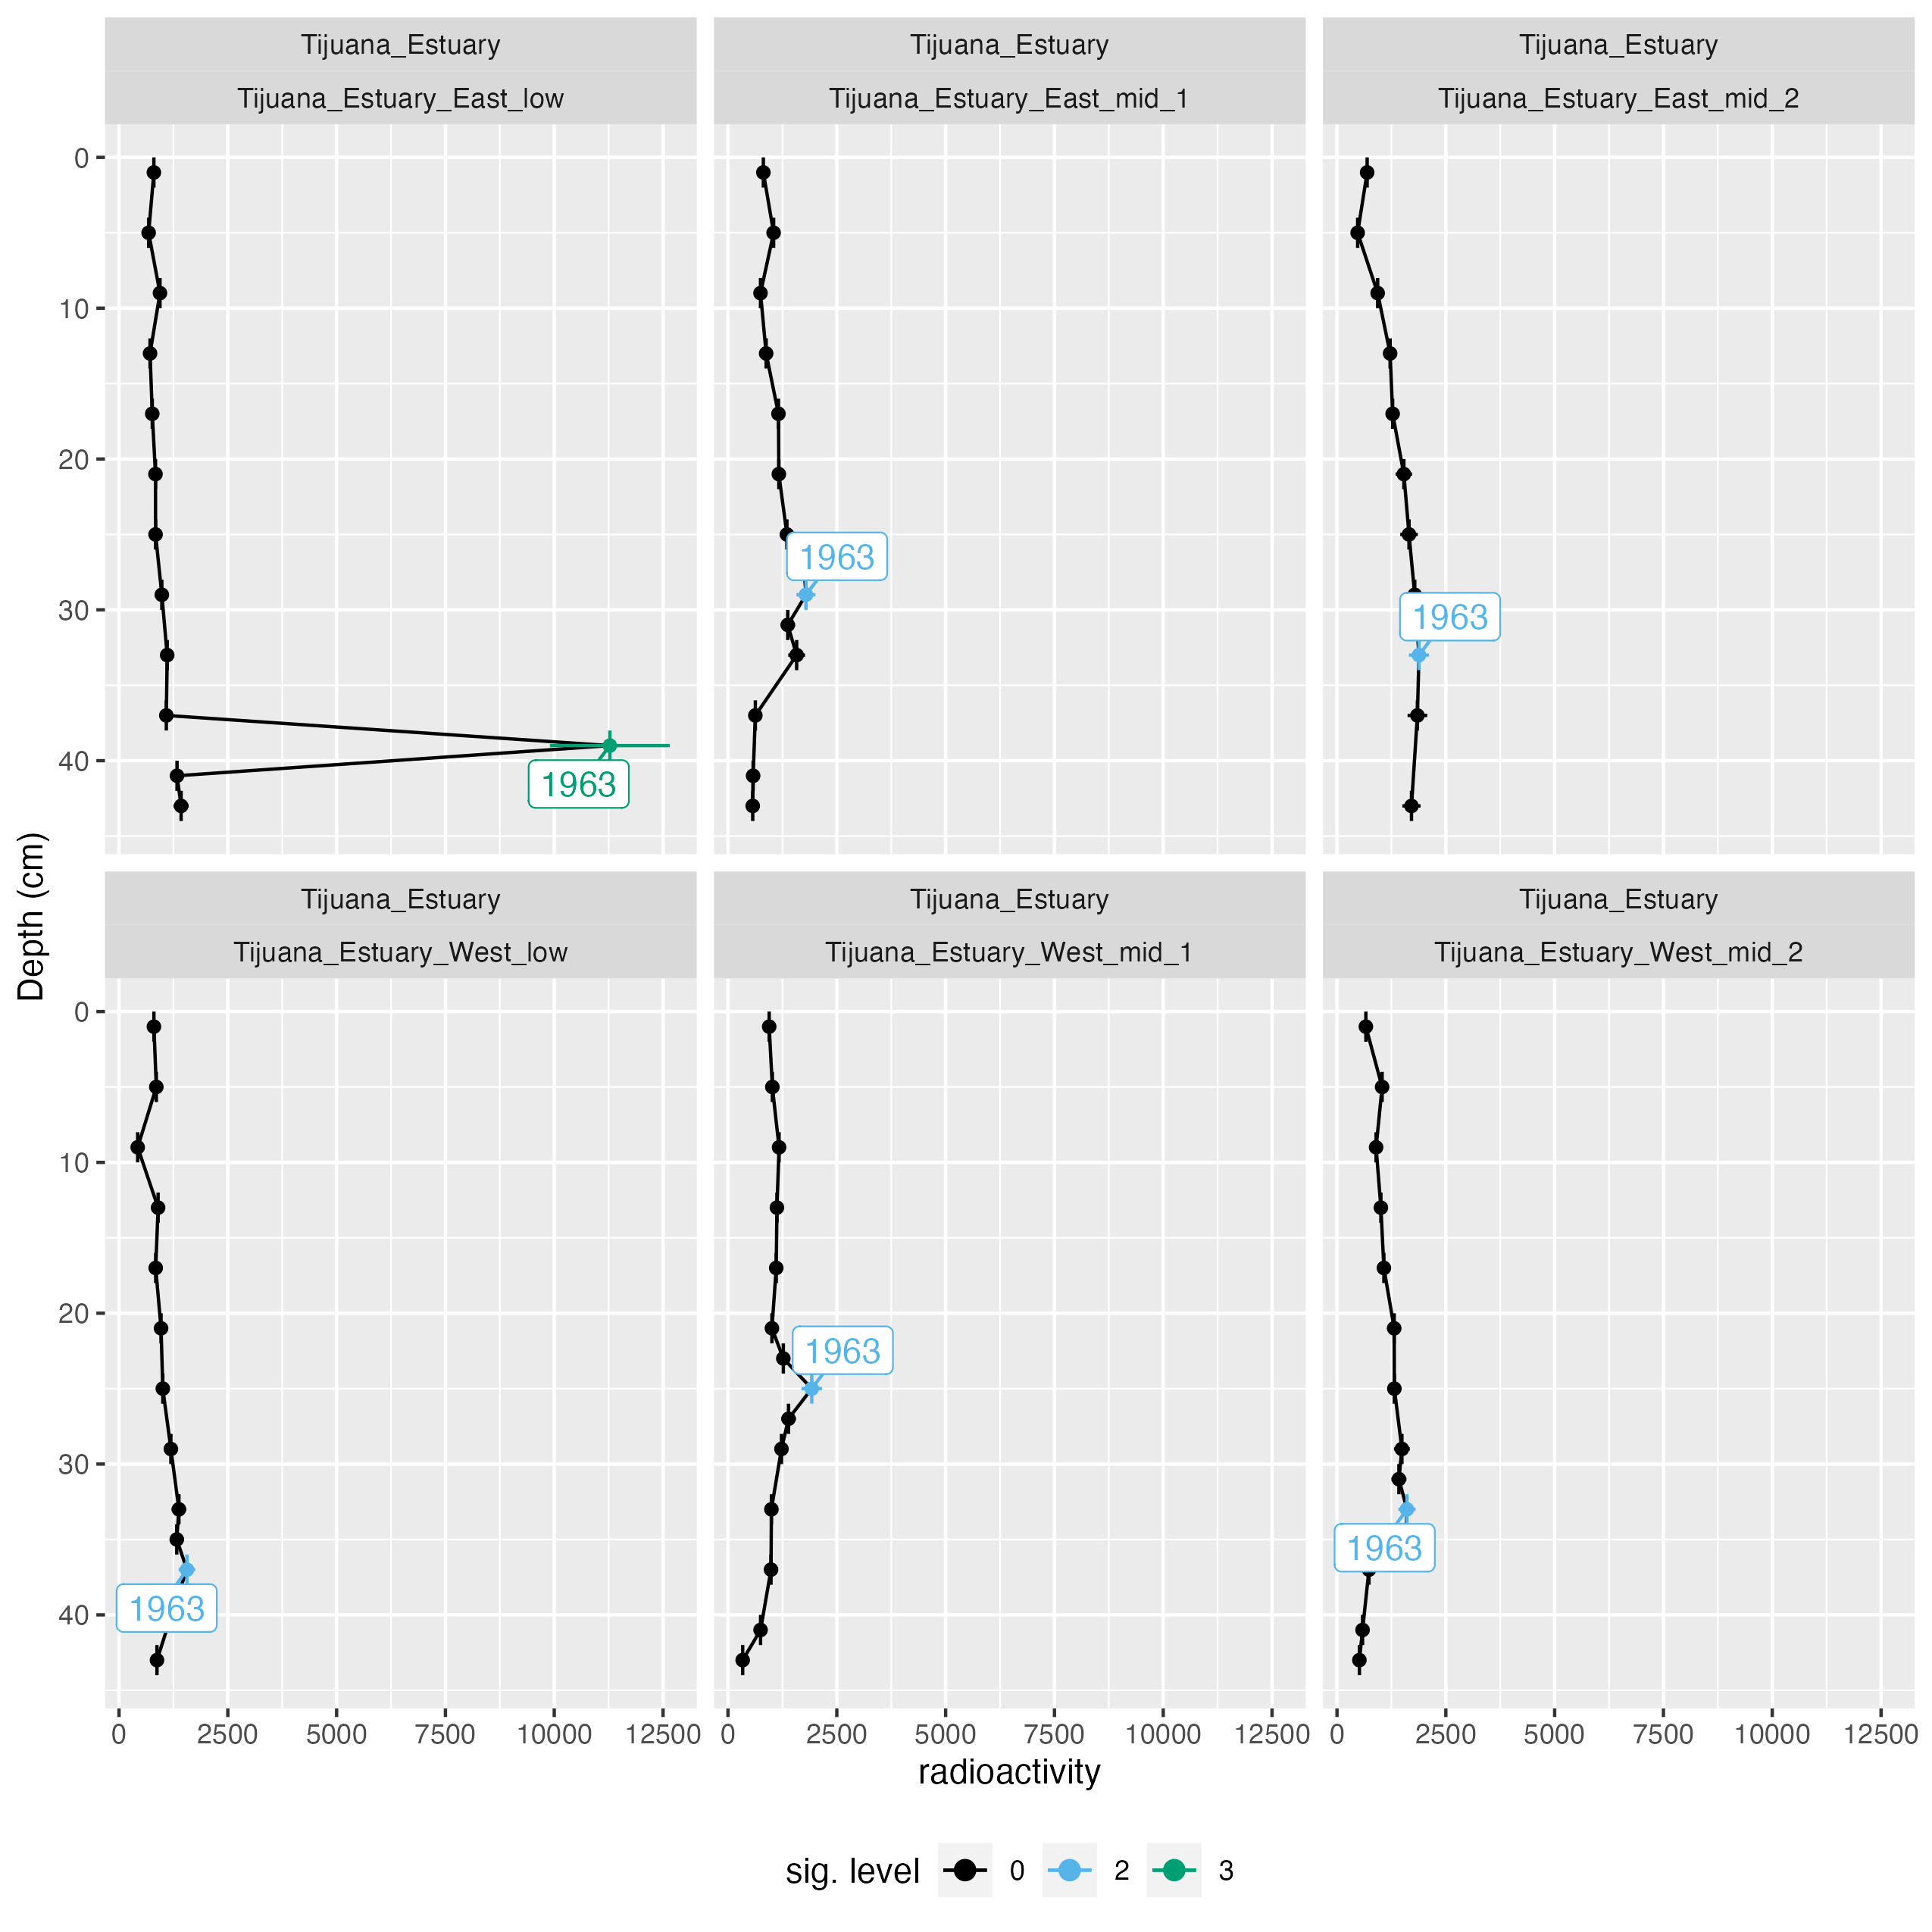 Tijuana_Estuary Tijuana_Estuary Tijuana_Estuary
Tijuana_Estuary_East_low Tijuana_Estuary_East_mid_1 Tijuana_Estuary_East_mid_2
0
10
20
30
40
1963
1963
1963
Depth (cm)
Tijuana_Estuary Tijuana_Estuary Tijuana_Estuary
Tijuana_Estuary_West_low Tijuana_Estuary_West_mid_1 Tijuana_Estuary_West_mid_2
0
10
20
30
40
1963
1963
1963
0 2500 5000 7500 10000 12500 0 2500 5000 7500 10000 12500 0 2500 5000 7500 10000 12500
radioactivity
sig. level 0 2 3